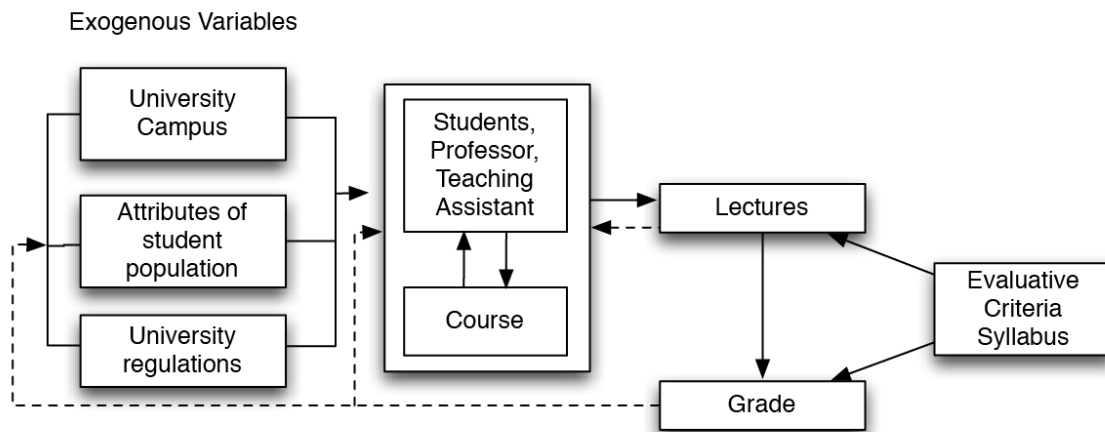 Exogenous Variables
University
Campus
Attributes of
student
population
University
regulations
Students,
Professor,
Teaching
Assistant
Course
Lectures
Grade
Evaluative
Criteria
Syllabus